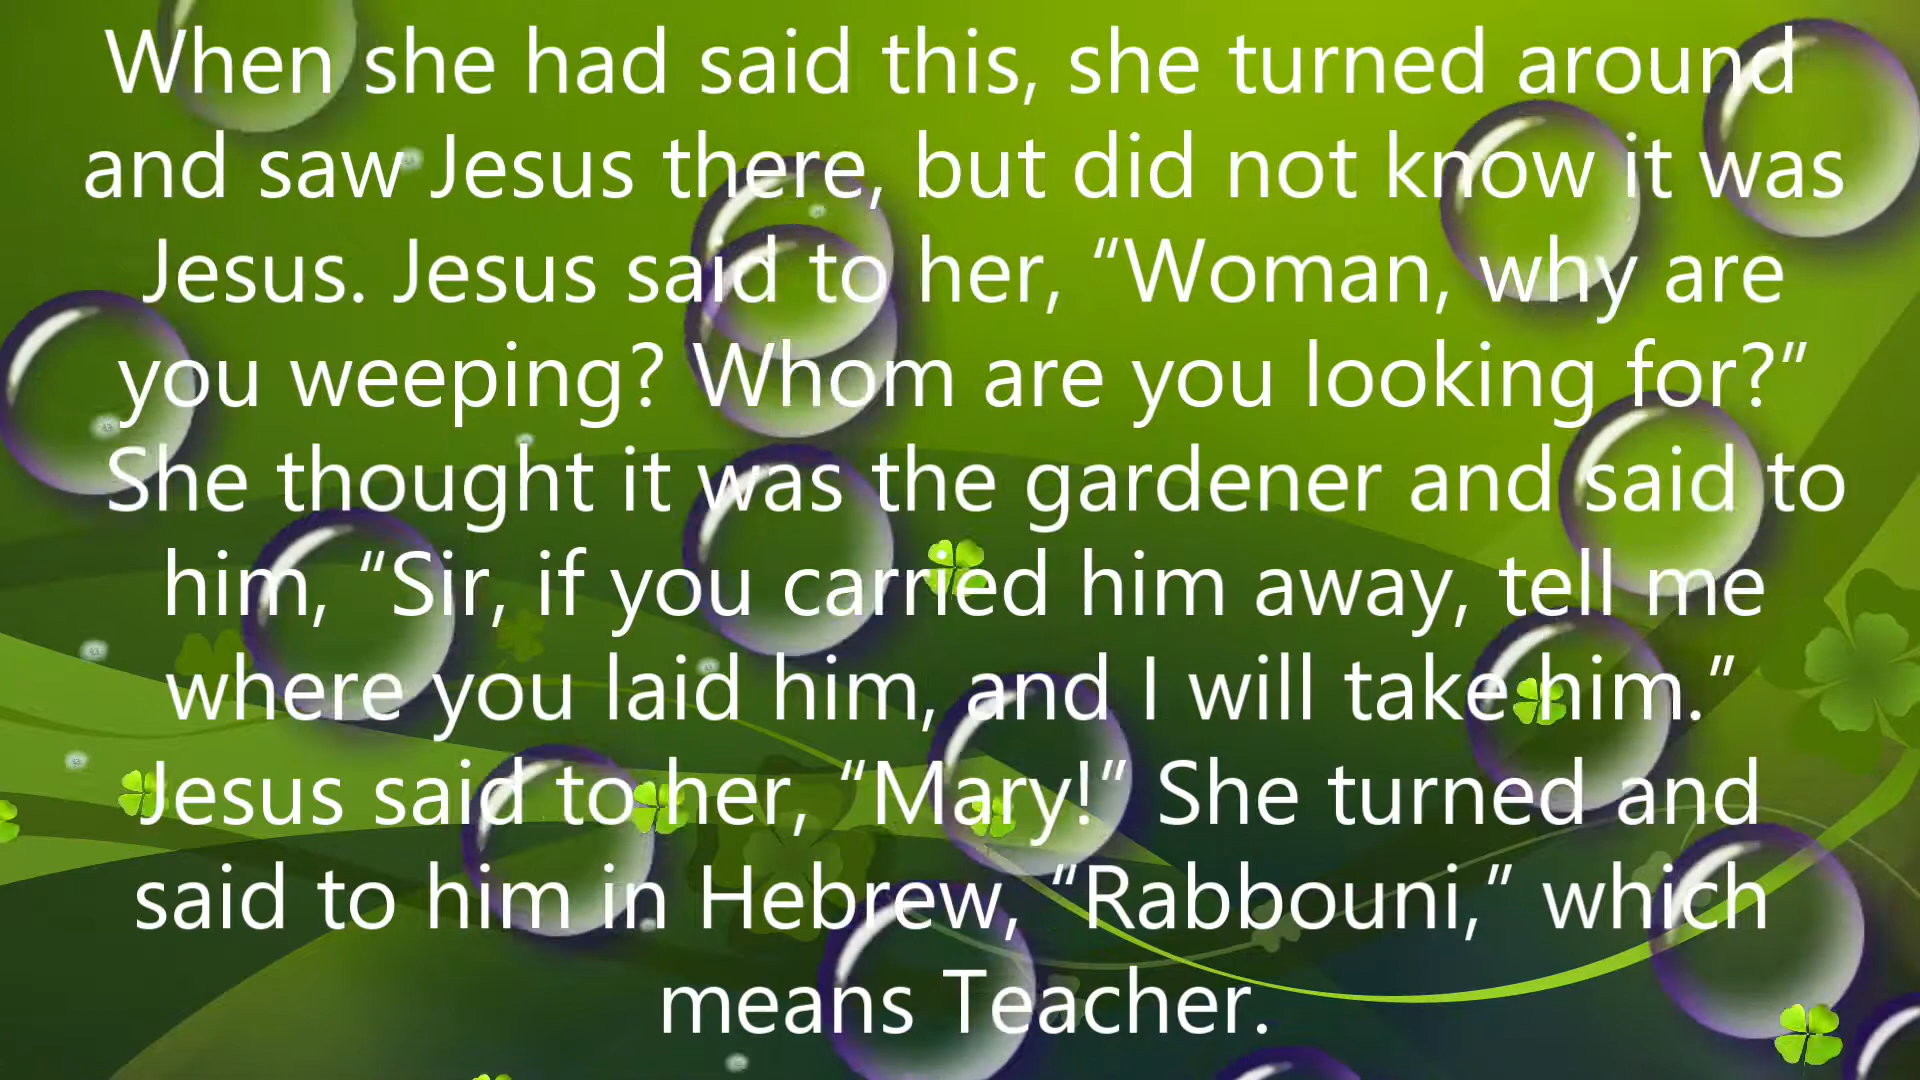 When she had said this, she turned around
and saw Jesus there, but did not know it was
Jesus. Jesus said to her, “Woman, why are
you weeping? Whom are you looking for?”
She thought it was the gardener and said to
him, “Sir, if you carried him away, tell me
where you laid him, and I will take him.”
Jesus said to her, “Mary!” She turned and
said to him in Hebrew, “Rabbouni,” which
means Teacher.